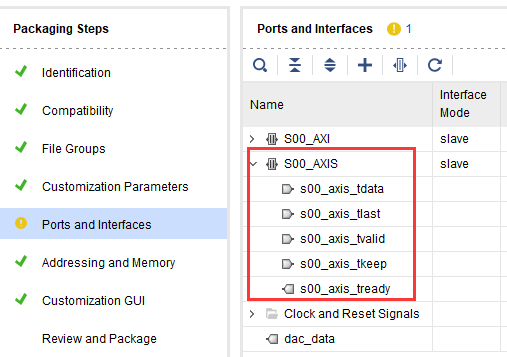 Packaging Steps
Identification
Compatibility
File Groups
Customization Parameters
Ports and Interfaces
Addressing and Memory
Customization GUI
Review and Package
Ports and Interfaces 1
Name
Interface
Mode
S00_AXI slave
S00_AXIS slave
s00_axis_tdata
s00_axis_tlast
s00_axis_tvalid
s00_axis_tkeep
s00_axis_tready
Clock and Reset Signals
dac_data